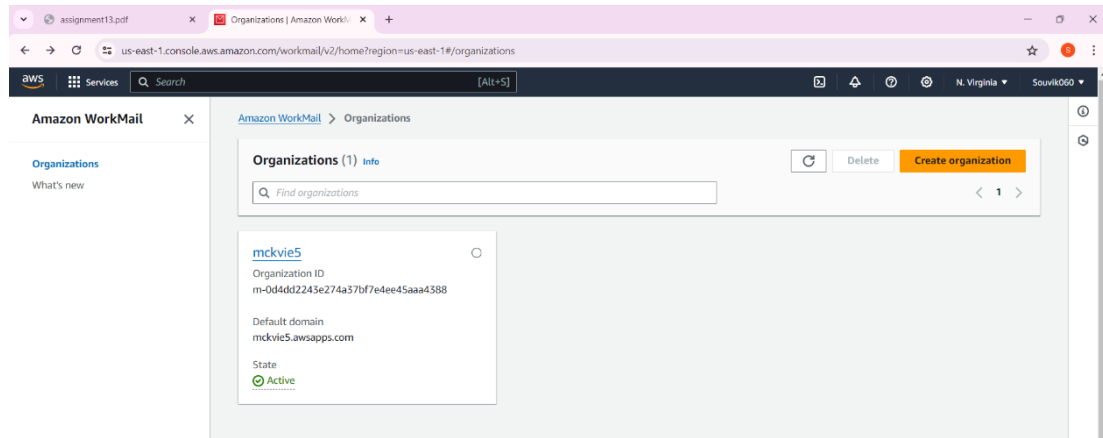 assignment13.pdf
Organizations | Amazon WorkM
us-east-1.console.aws.amazon.com/workmail/v2/home?region=us-east-1#/organizations
S
aws Services Search [Alt+S] N. Virginia Souvik060
Amazon WorkMail
Organizations
What's new
Amazon WorkMail > Organizations
Organizations (1) Info
Delete
Create organization
Find organizations
1
mckvie5
Organization ID
m-0d4dd2243e274a37bf7e4ee45aaa4388
Default domain
mckvie5.awsapps.com
State
Active